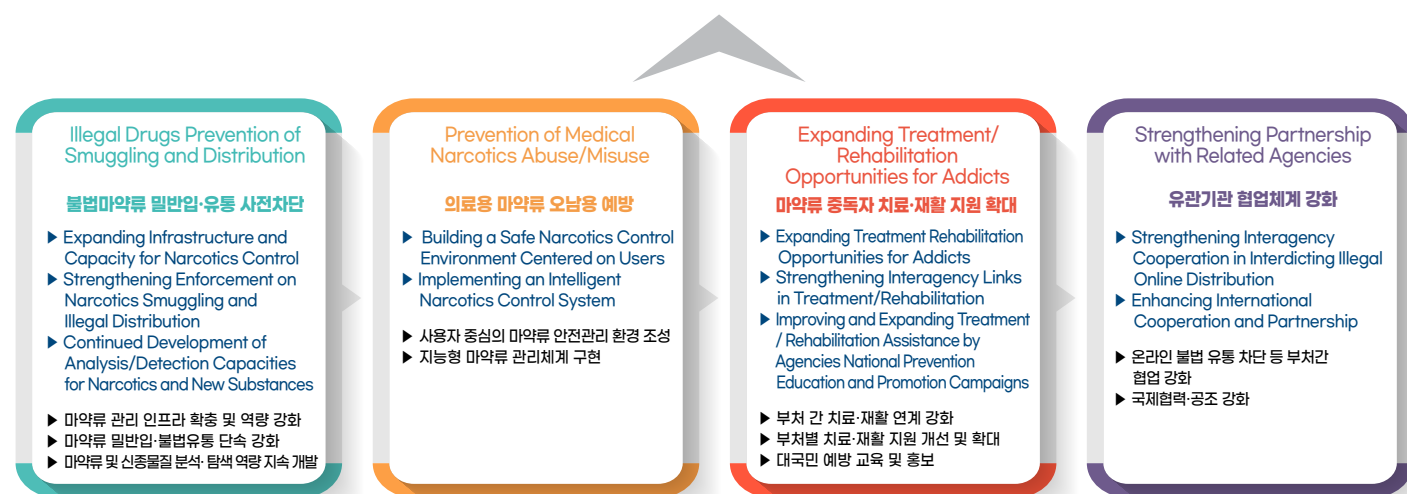 Illegal Drugs Prevention of
Smuggling and Distribution
불법마약류 밀반입·유통 사전차단
▶ Expanding Infrastructure and
Capacity for Narcotics Control
▶ Strengthening Enforcement on
Narcotics Smuggling and
Illegal Distribution
▶ Continued Development of
Analysis/Detection Capacities
for Narcotics and New Substances
▶ 마약류 관리 인프라 확충 및 역량 강화
▶ 마약류 밀반입·불법유통 단속 강화
▶ 마약류 및 신종물질 분석· 탐색 역량 지속 개발
Prevention of Medical
Narcotics Abuse/Misuse
의료용 마약류 오남용 예방
▶ Building a Safe Narcotics Control
Environment Centered on Users
▶ Implementing an Intelligent
Narcotics Control System
▶ 사용자 중심의 마약류 안전관리 환경 조성
▶ 지능형 마약류 관리체계 구현
Expanding Treatment/
Rehabilitation
Opportunities for Addicts
마약류 중독자 치료·재활 지원 확대
▶ Expanding Treatment Rehabilitation
Opportunities for Addicts
▶ Strengthening Interagency Links
in Treatment/Rehabilitation
▶ Improving and Expanding Treatment
/ Rehabilitation Assistance by
Agencies National Prevention
Education and Promotion Campaigns
▶ 부처 간 치료·재활 연계 강화
▶ 부처별 치료·재활 지원 개선 및 확대
▶ 대국민 예방 교육 및 홍보
Strengthening Partnership
with Related Agencies
유관기관 협업체계 강화
▶ Strengthening Interagency
Cooperation in Interdicting Illegal
Online Distribution
▶ Enhancing International
Cooperation and Partnership
▶ 온라인 불법 유통 차단 등 부처간
협업 강화
▶ 국제협력·공조 강화